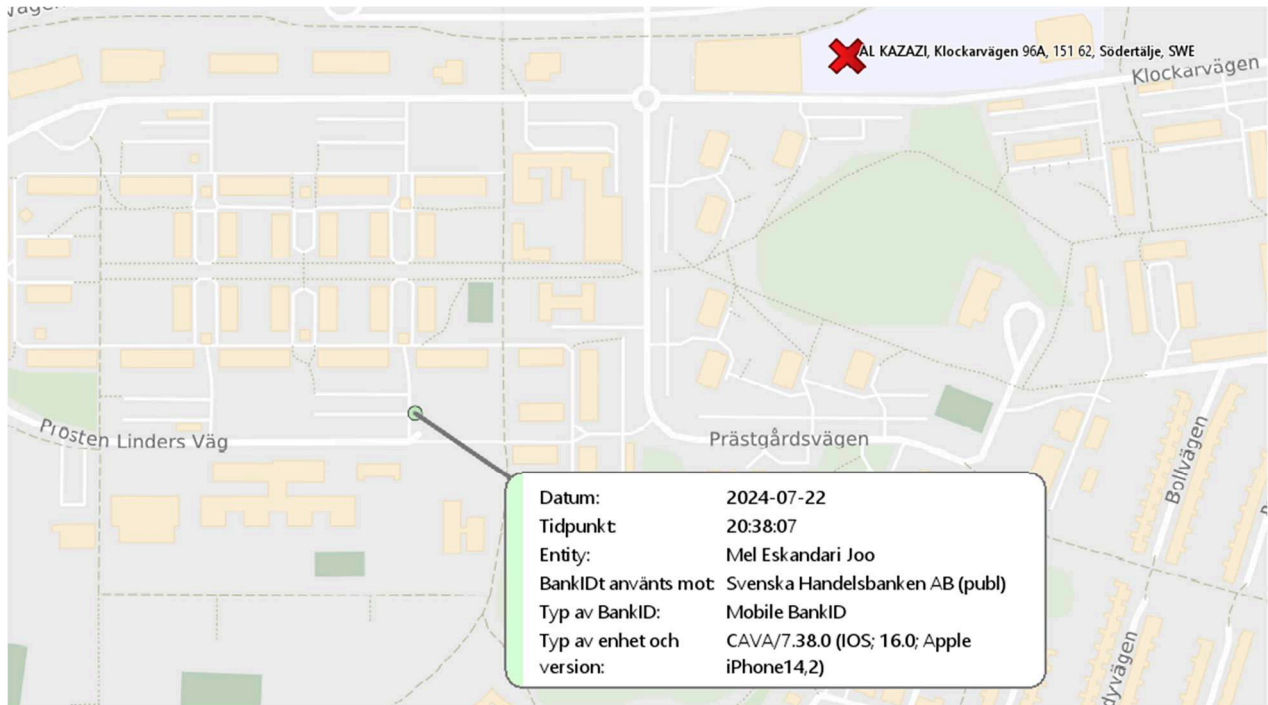 AL KAZAZI, Klockarvägen 96A, 151 62, Södertälje, SWE
Klockarvägen
Prosten Linders Väg
Prästgårdsvägen
Bollvägen
Datum: 2024-07-22
Tidpunkt: 20:38:07
Entity: Mel Eskandari Joo
BankIDt använts mot: Svenska Handelsbanken AB (publ)
Typ av BankID: Mobile BankID
Typ av enhet och CAVA/7.38.0 (IOS; 16.0; Apple
version: iPhone14,2)